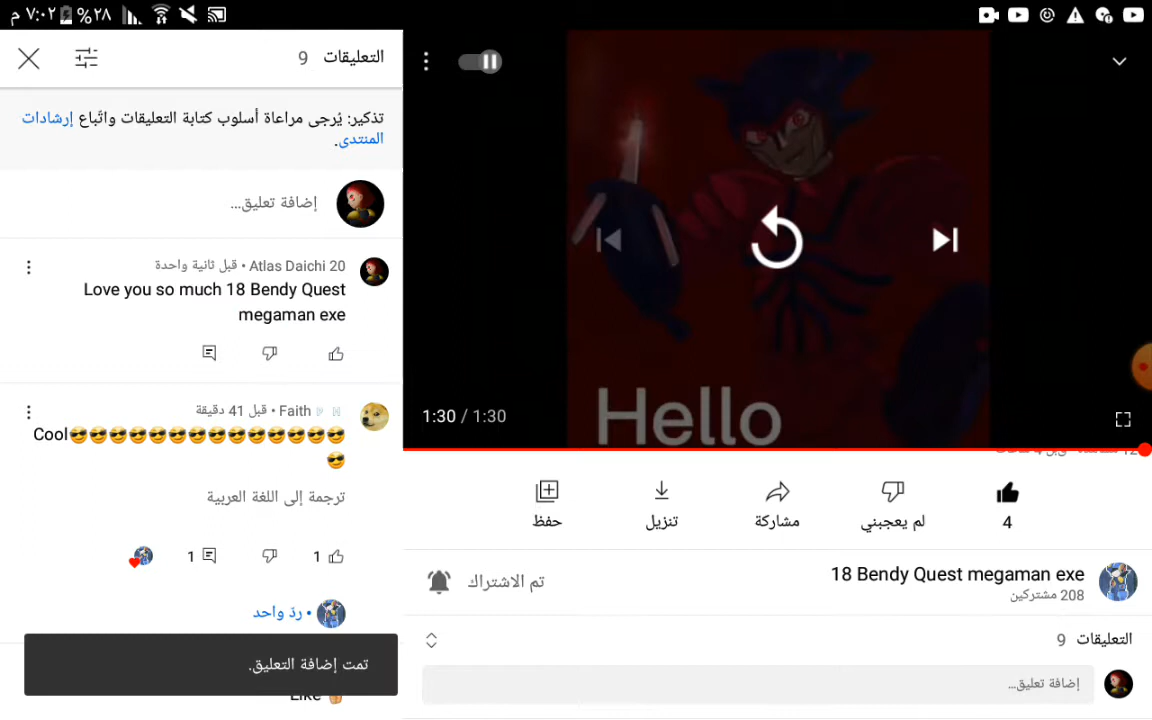 ٧:٠٢ م
%٢٨
التعليقات 9
تذكير: يُرجى مراعاة أسلوب كتابة التعليقات واتّباع إرشادات
المنتدى.
إضافة تعليق...
Atlas Daichi 20 • قبل ثانية واحدة
Love you so much 18 Bendy Quest
megaman exe
Faith • قبل 41 دقيقة
Cool😎😎😎😎😎😎😎😎😎😎😎😎😎😎
😎
ترجمة إلى اللغة العربية
1
1
• ردّ واحد
تمت إضافة التعليق.
Like
Hello
1:30 / 1:30
4
لم يعجبني
مشاركة
تنزيل
حفظ
18 Bendy Quest megaman exe
208 مشتركين
تم الاشتراك
التعليقات 9
إضافة تعليق...